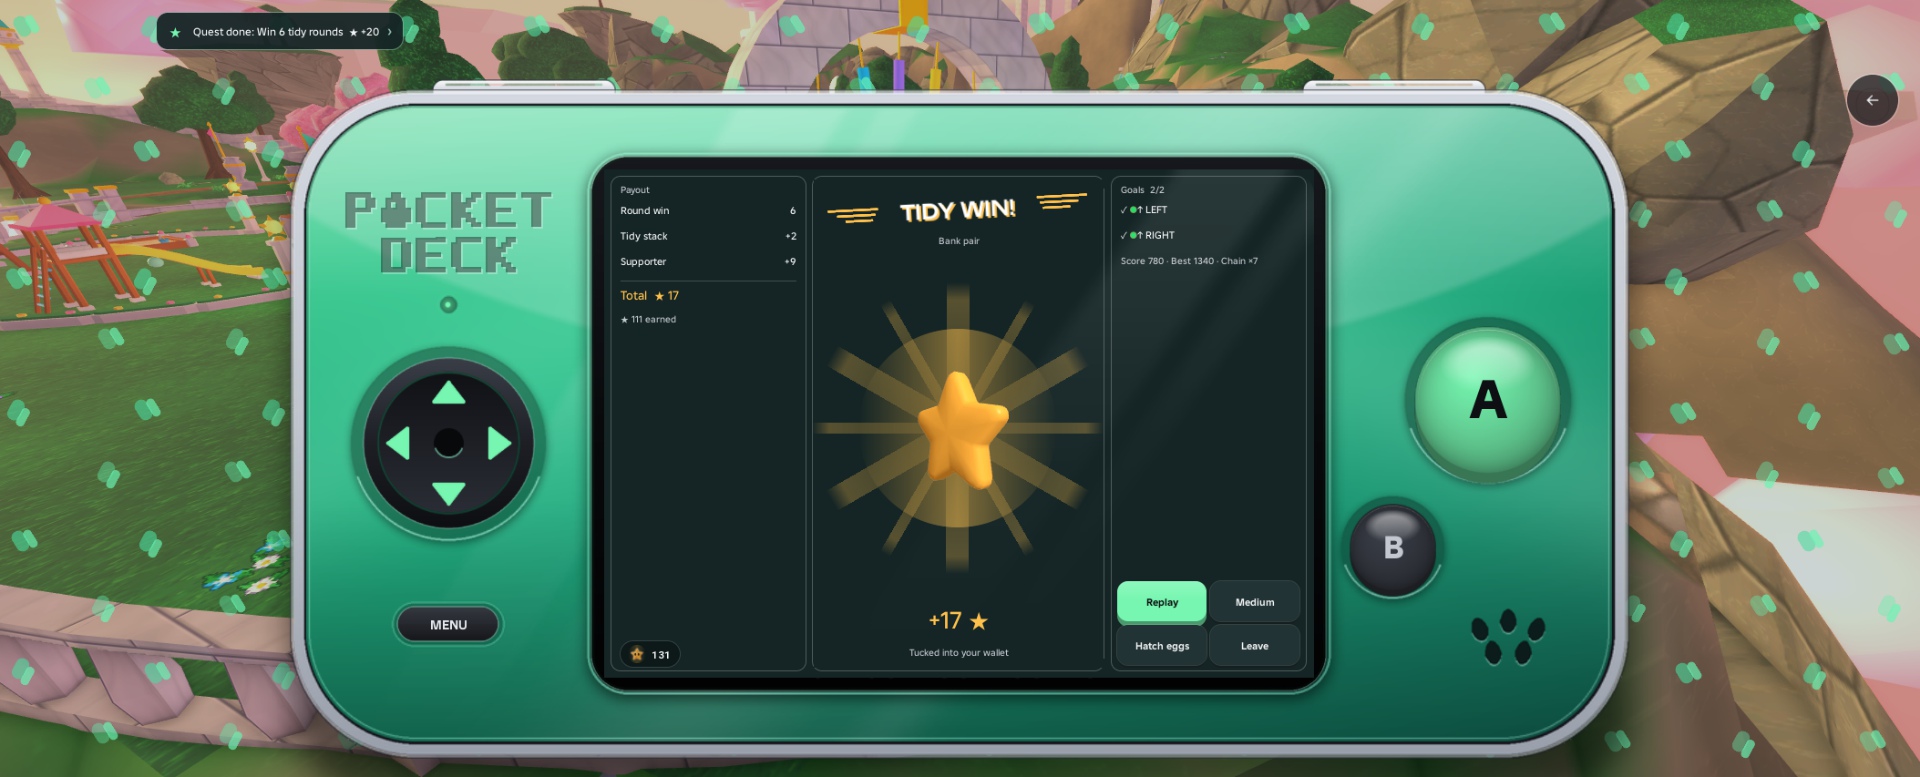 ★ Quest done: Win 6 tidy rounds ★ +20 ›
←
POCKET
DECK
MENU
Payout
Round win 6
Tidy stack +2
Supporter +9
Total ★ 17
★ 111 earned
131
TIDY WIN!
Bank pair
+17 ★
Tucked into your wallet
Goals 2/2
✓ ●↑ LEFT
✓ ●↑ RIGHT
Score 780 · Best 1340 · Chain ×7
Replay Medium
Hatch eggs Leave
A
B